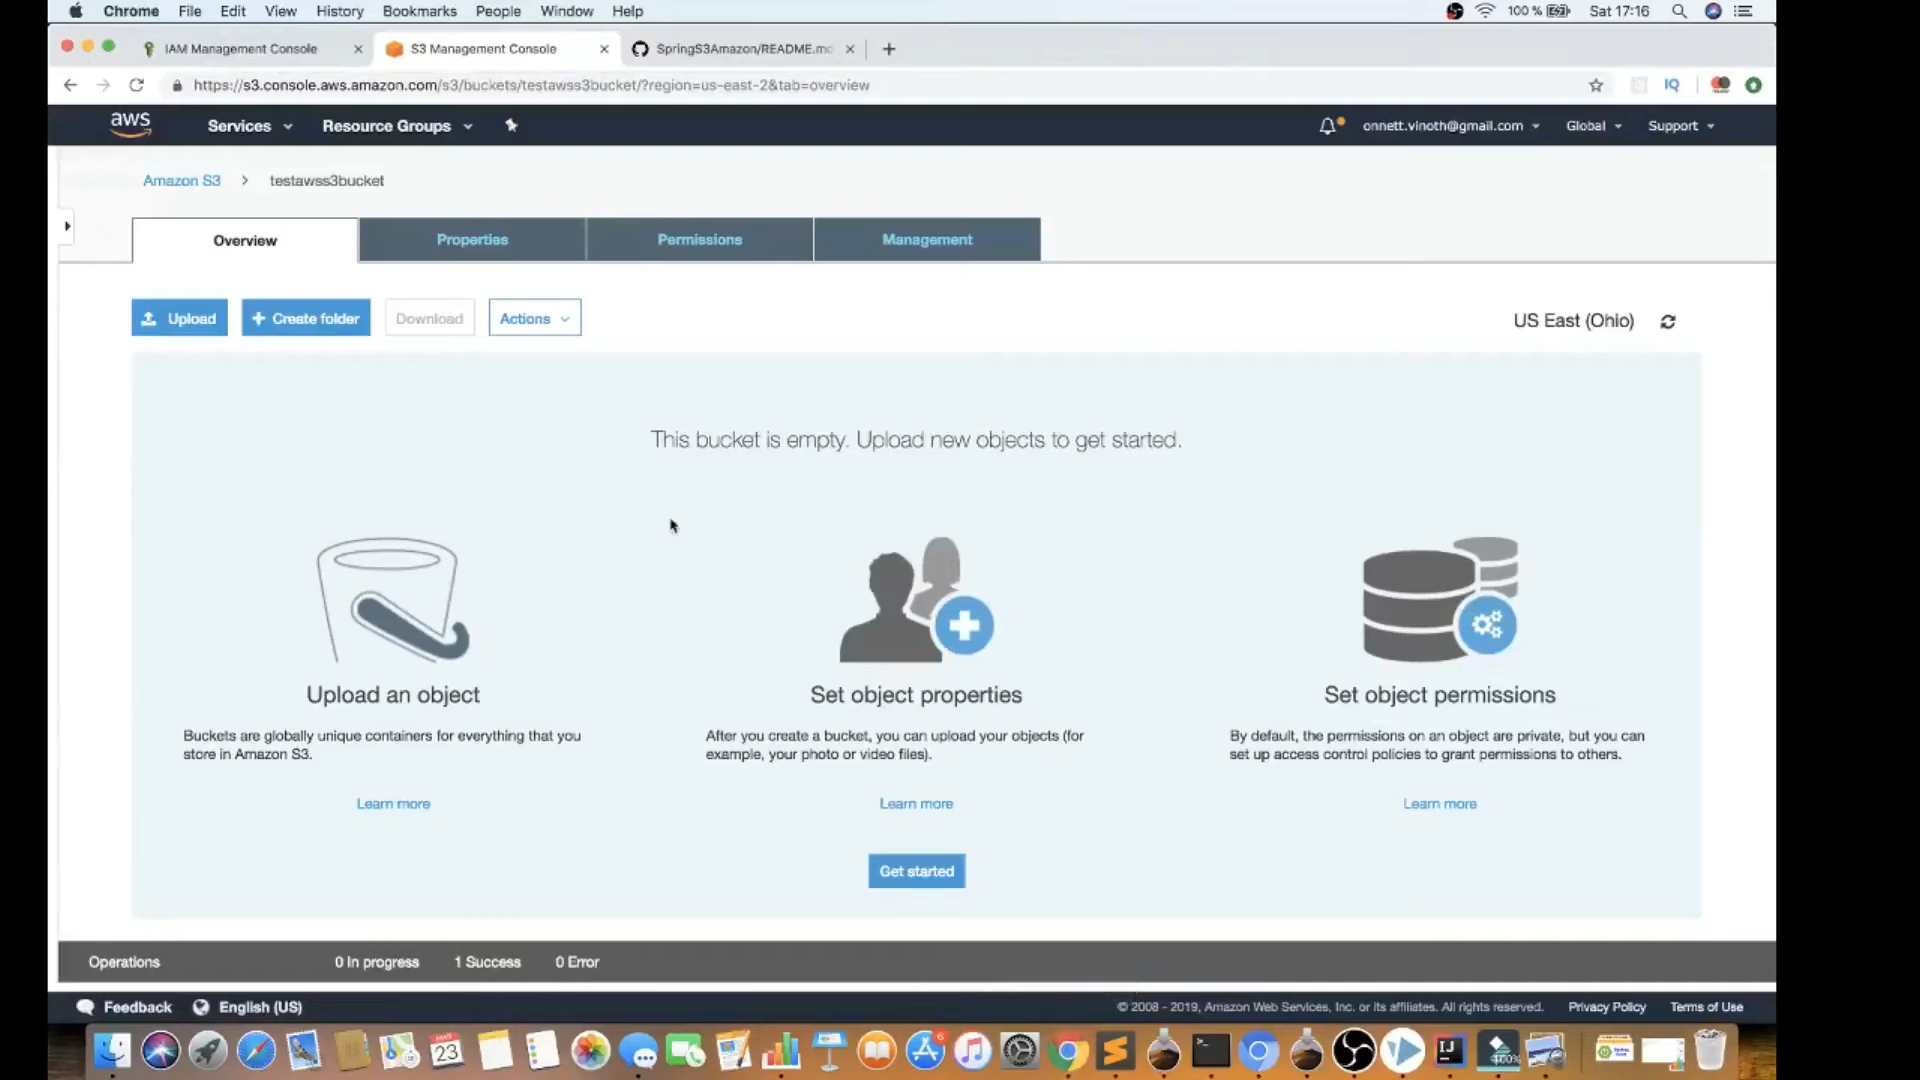 Chrome File Edit View History Bookmarks People Window Help 100 % Sat 17:16
IAM Management Console S3 Management Console SpringS3Amazon/README.md
https://s3.console.aws.amazon.com/s3/buckets/testawss3bucket/?region=us-east-2&tab=overview IQ
aws Services Resource Groups onnett.vinoth@gmail.com Global Support
Amazon S3 > testawss3bucket
Overview Properties Permissions Management
Upload + Create folder Download Actions US East (Ohio)
This bucket is empty. Upload new objects to get started.
Upload an object
Buckets are globally unique containers for everything that you
store in Amazon S3.
Learn more
Set object properties
After you create a bucket, you can upload your objects (for
example, your photo or video files).
Learn more
Set object permissions
By default, the permissions on an object are private, but you can
set up access control policies to grant permissions to others.
Learn more
Get started
Operations 0 In progress 1 Success 0 Error
Feedback English (US) © 2008 - 2019, Amazon Web Services, Inc. or its affiliates. All rights reserved. Privacy Policy Terms of Use
23 IJ 100%